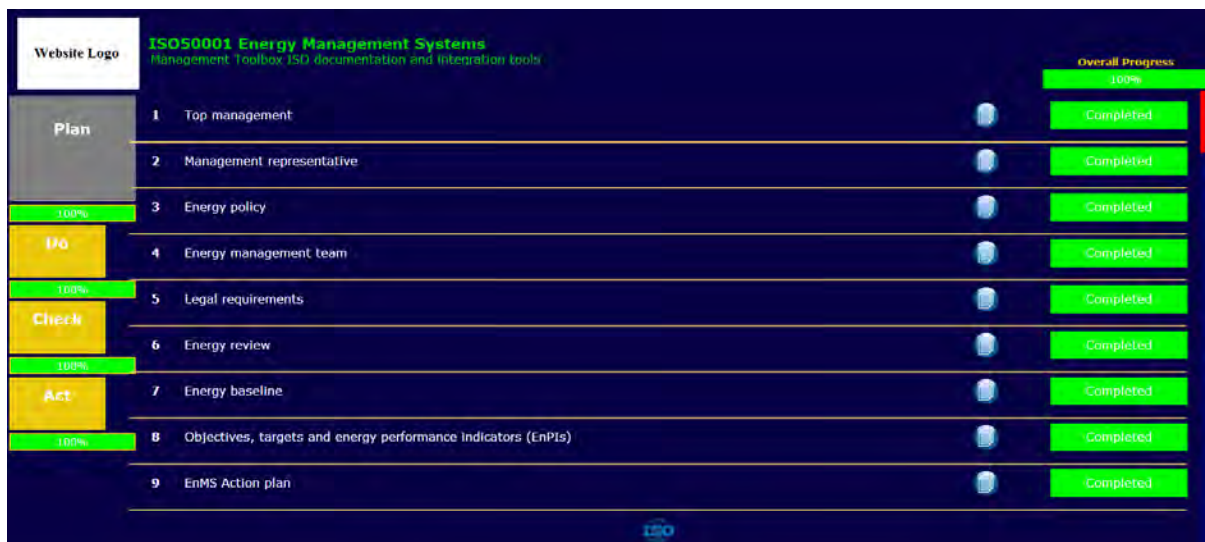 Website Logo
ISO50001 Energy Management Systems
Management Toolbox ISO documentation and integration tools
Overall Progress
100%
Plan
100%
Do
100%
Check
100%
Act
100%
1 Top management Completed
2 Management representative Completed
3 Energy policy Completed
4 Energy management team Completed
5 Legal requirements Completed
6 Energy review Completed
7 Energy baseline Completed
8 Objectives, targets and energy performance indicators (EnPIs) Completed
9 EnMS Action plan Completed
ISO